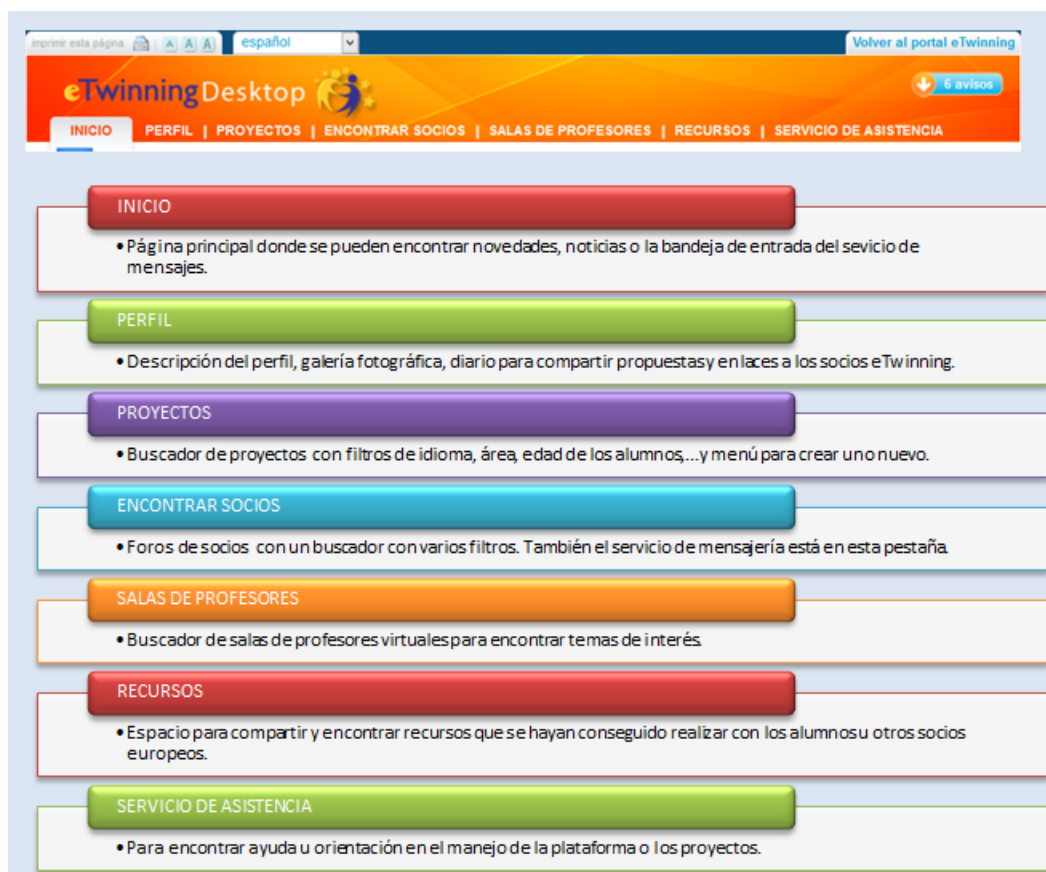 imprimir esta página A A A español Volver al portal eTwinning
eTwinningDesktop 6 avisos
INICIO PERFIL | PROYECTOS | ENCONTRAR SOCIOS | SALAS DE PROFESORES | RECURSOS | SERVICIO DE ASISTENCIA
INICIO
• Página principal donde se pueden encontrar novedades, noticias o la bandeja de entrada del sevicio de
mensajes.
PERFIL
• Descripción del perfil, galería fotográfica, diario para compartir propuestas y enlaces a los socios eTwinning.
PROYECTOS
• Buscador de proyectos con filtros de idioma, área, edad de los alumnos,...y menú para crear uno nuevo.
ENCONTRAR SOCIOS
• Foros de socios con un buscador con varios filtros. También el servicio de mensajería está en esta pestaña.
SALAS DE PROFESORES
• Buscador de salas de profesores virtuales para encontrar temas de interés.
RECURSOS
• Espacio para compartir y encontrar recursos que se hayan conseguido realizar con los alumnos u otros socios
europeos.
SERVICIO DE ASISTENCIA
• Para encontrar ayuda u orientación en el manejo de la plataforma o los proyectos.